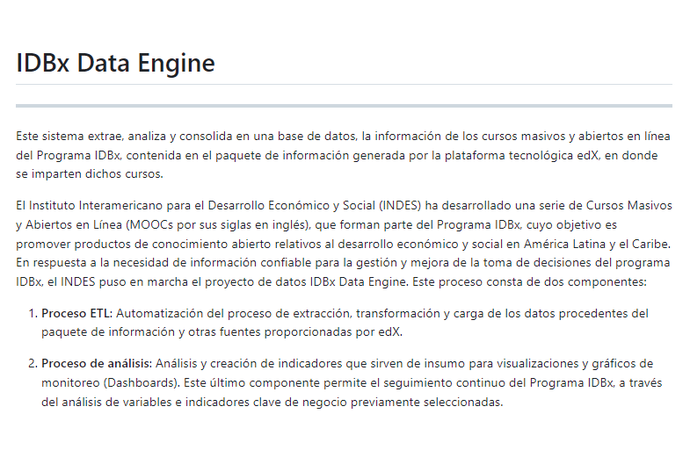 IDBx Data Engine
Este sistema extrae, analiza y consolida en una base de datos, la información de los cursos masivos y abiertos en línea
del Programa IDBx, contenida en el paquete de información generada por la plataforma tecnológica edX, en donde
se imparten dichos cursos.
El Instituto Interamericano para el Desarrollo Económico y Social (INDES) ha desarrollado una serie de Cursos Masivos
y Abiertos en Línea (MOOCs por sus siglas en inglés), que forman parte del Programa IDBx, cuyo objetivo es
promover productos de conocimiento abierto relativos al desarrollo económico y social en América Latina y el Caribe.
En respuesta a la necesidad de información confiable para la gestión y mejora de la toma de decisiones del programa
IDBx, el INDES puso en marcha el proyecto de datos IDBx Data Engine. Este proceso consta de dos componentes:
1. Proceso ETL: Automatización del proceso de extracción, transformación y carga de los datos procedentes del
paquete de información y otras fuentes proporcionadas por edX.
2. Proceso de análisis: Análisis y creación de indicadores que sirven de insumo para visualizaciones y gráficos de
monitoreo (Dashboards). Este último componente permite el seguimiento continuo del Programa IDBx, a través
del análisis de variables e indicadores clave de negocio previamente seleccionadas.